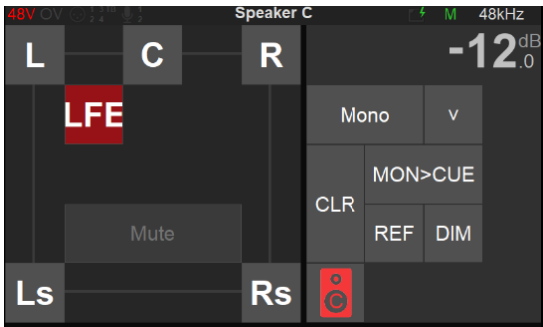 48V OV Speaker C M 48kHz
L C R -12.0 dB
LFE Mono v
MON>CUE
CLR
Mute REF DIM
Ls Rs C